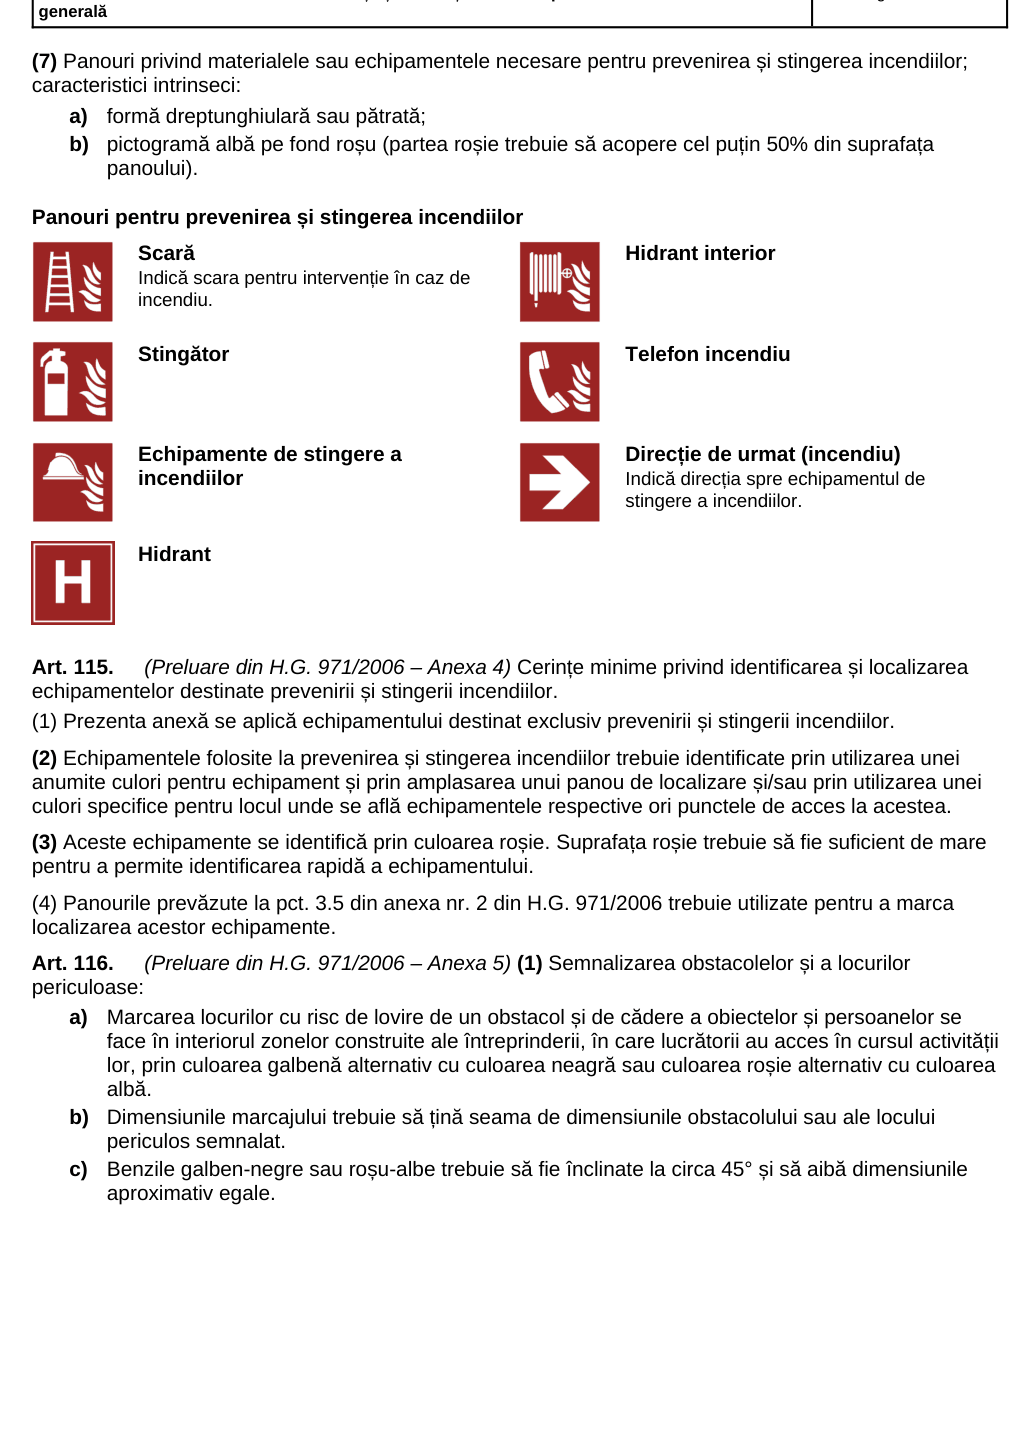 generală
(7) Panouri privind materialele sau echipamentele necesare pentru prevenirea și stingerea incendiilor;
caracteristici intrinseci:
a) formă dreptunghiulară sau pătrată;
b) pictogramă albă pe fond roșu (partea roșie trebuie să acopere cel puțin 50% din suprafața
panoului).
Panouri pentru prevenirea și stingerea incendiilor
Scară
Indică scara pentru intervenție în caz de
incendiu.
Hidrant interior
Stingător
Telefon incendiu
Echipamente de stingere a
incendiilor
Direcție de urmat (incendiu)
Indică direcția spre echipamentul de
stingere a incendiilor.
H
Hidrant
Art. 115. (Preluare din H.G. 971/2006 – Anexa 4) Cerințe minime privind identificarea și localizarea
echipamentelor destinate prevenirii și stingerii incendiilor.
(1) Prezenta anexă se aplică echipamentului destinat exclusiv prevenirii și stingerii incendiilor.
(2) Echipamentele folosite la prevenirea și stingerea incendiilor trebuie identificate prin utilizarea unei
anumite culori pentru echipament și prin amplasarea unui panou de localizare și/sau prin utilizarea unei
culori specifice pentru locul unde se află echipamentele respective ori punctele de acces la acestea.
(3) Aceste echipamente se identifică prin culoarea roșie. Suprafața roșie trebuie să fie suficient de mare
pentru a permite identificarea rapidă a echipamentului.
(4) Panourile prevăzute la pct. 3.5 din anexa nr. 2 din H.G. 971/2006 trebuie utilizate pentru a marca
localizarea acestor echipamente.
Art. 116. (Preluare din H.G. 971/2006 – Anexa 5) (1) Semnalizarea obstacolelor și a locurilor
periculoase:
a) Marcarea locurilor cu risc de lovire de un obstacol și de cădere a obiectelor și persoanelor se
face în interiorul zonelor construite ale întreprinderii, în care lucrătorii au acces în cursul activității
lor, prin culoarea galbenă alternativ cu culoarea neagră sau culoarea roșie alternativ cu culoarea
albă.
b) Dimensiunile marcajului trebuie să țină seama de dimensiunile obstacolului sau ale locului
periculos semnalat.
c) Benzile galben-negre sau roșu-albe trebuie să fie înclinate la circa 45° și să aibă dimensiunile
aproximativ egale.